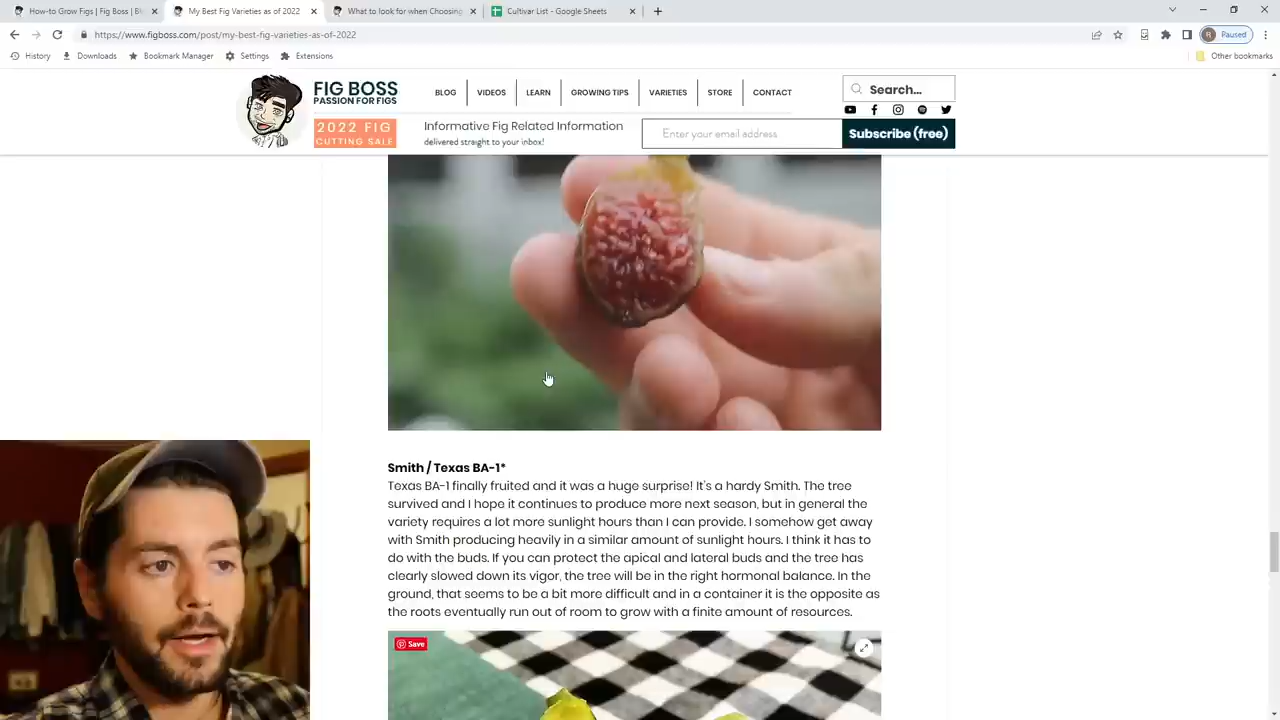 How-to Grow Figs | Fig Boss | Bl
My Best Fig Varieties as of 2022
What to look for when Choosing
Cultivar List - Google Sheets
https://www.figboss.com/post/my-best-fig-varieties-as-of-2022
R Paused
History Downloads Bookmark Manager Settings Extensions Other bookmarks
FIG BOSS
PASSION FOR FIGS
BLOG VIDEOS LEARN GROWING TIPS VARIETIES STORE CONTACT
Search...
2022 FIG
CUTTING SALE
Informative Fig Related Information
delivered straight to your inbox!
Enter your email address
Subscribe (free)
Smith / Texas BA-1*
Texas BA-1 finally fruited and it was a huge surprise! It's a hardy Smith. The tree
survived and I hope it continues to produce more next season, but in general the
variety requires a lot more sunlight hours than I can provide. I somehow get away
with Smith producing heavily in a similar amount of sunlight hours. I think it has to
do with the buds. If you can protect the apical and lateral buds and the tree has
clearly slowed down its vigor, the tree will be in the right hormonal balance. In the
ground, that seems to be a bit more difficult and in a container it is the opposite as
the roots eventually run out of room to grow with a finite amount of resources.
Save